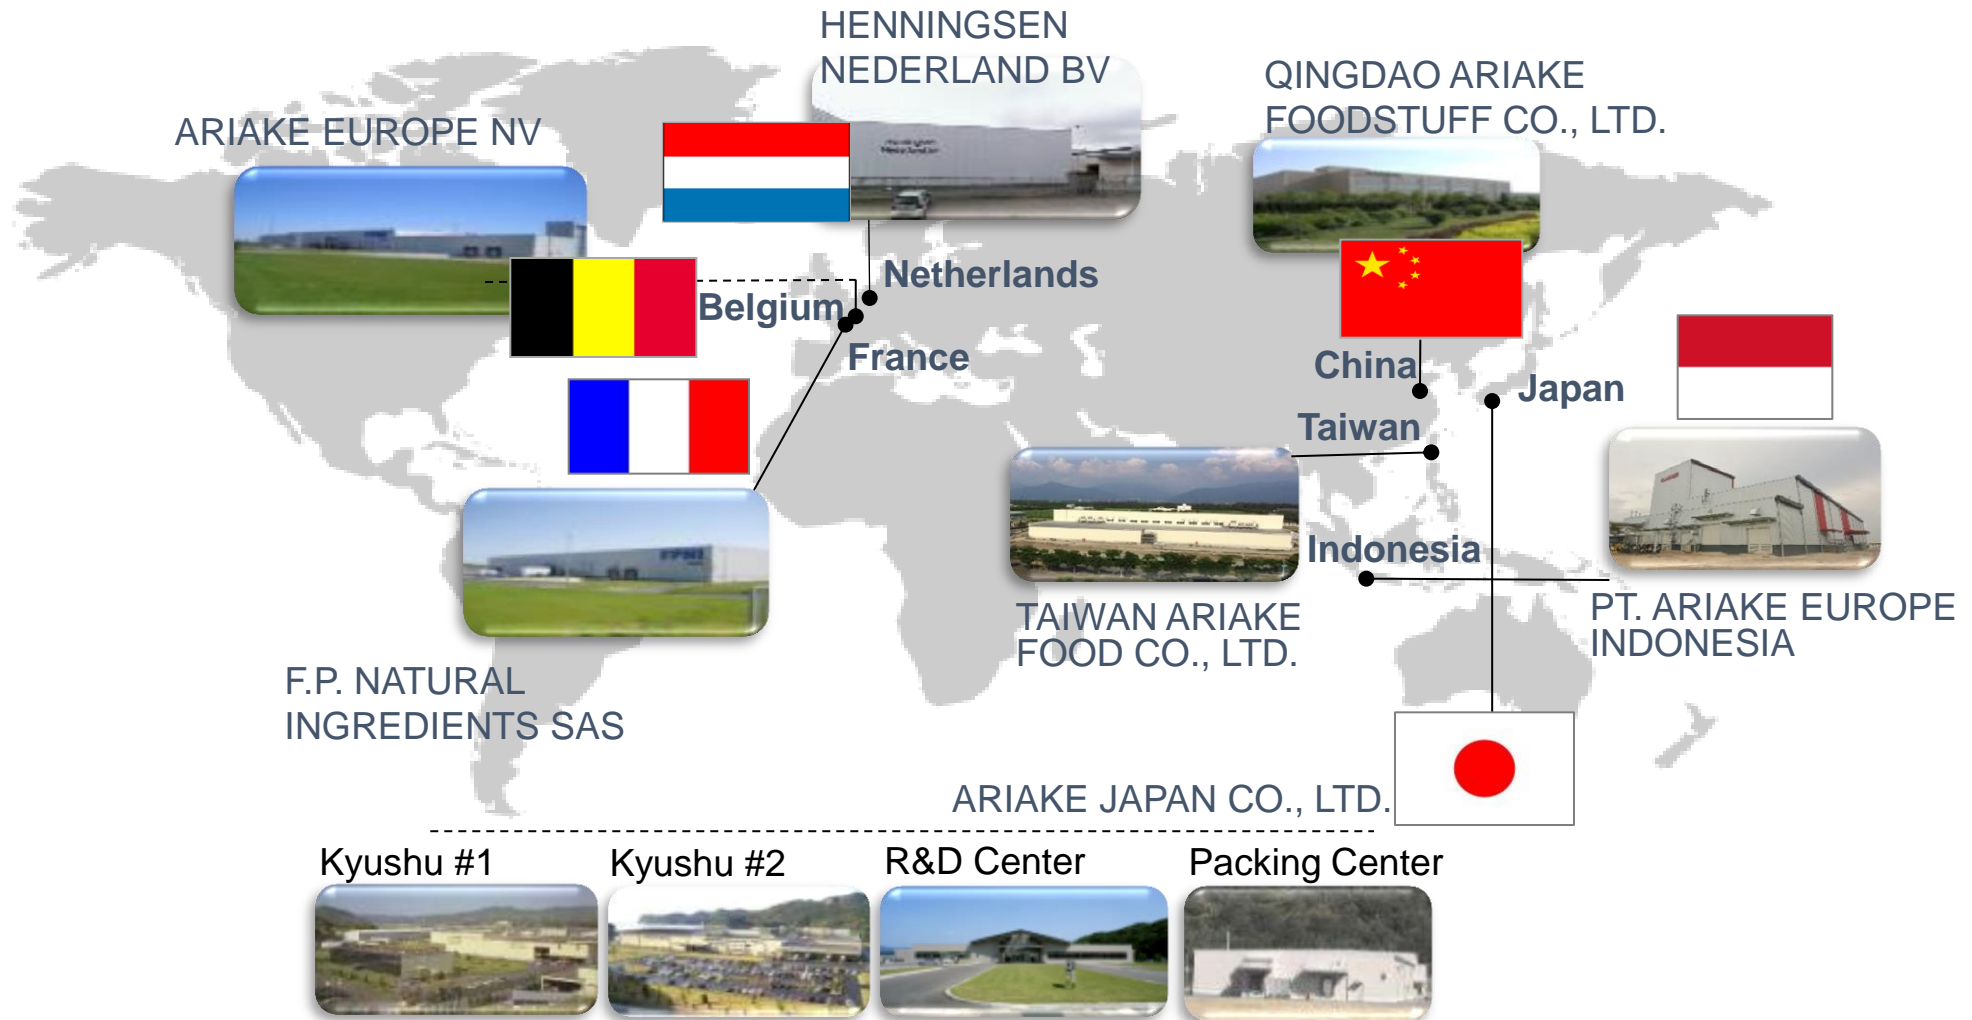 HENNINGSEN
NEDERLAND BV
QINGDAO ARIAKE
FOODSTUFF CO., LTD.
ARIAKE EUROPE NV
Netherlands
Belgium
France
China
Japan
Taiwan
Indonesia
TAIWAN ARIAKE
FOOD CO., LTD.
PT. ARIAKE EUROPE
INDONESIA
F.P. NATURAL
INGREDIENTS SAS
ARIAKE JAPAN CO., LTD.
Kyushu #1
Kyushu #2
R&D Center
Packing Center